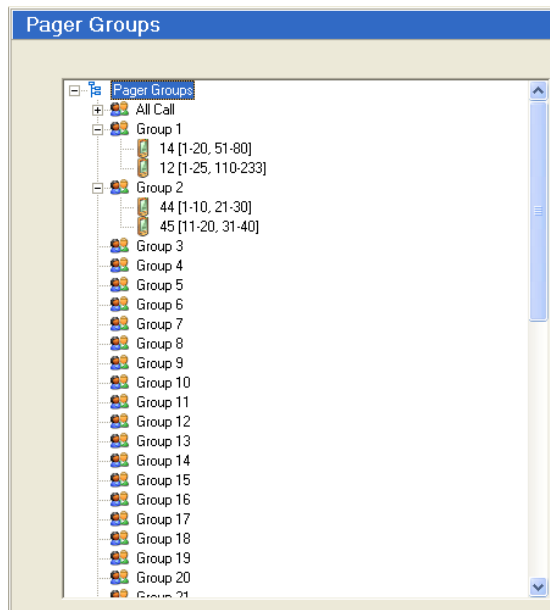 Pager Groups
Pager Groups
All Call
Group 1
14 [1-20, 51-80]
12 [1-25, 110-233]
Group 2
44 [1-10, 21-30]
45 [11-20, 31-40]
Group 3
Group 4
Group 5
Group 6
Group 7
Group 8
Group 9
Group 10
Group 11
Group 12
Group 13
Group 14
Group 15
Group 16
Group 17
Group 18
Group 19
Group 20
Group 21